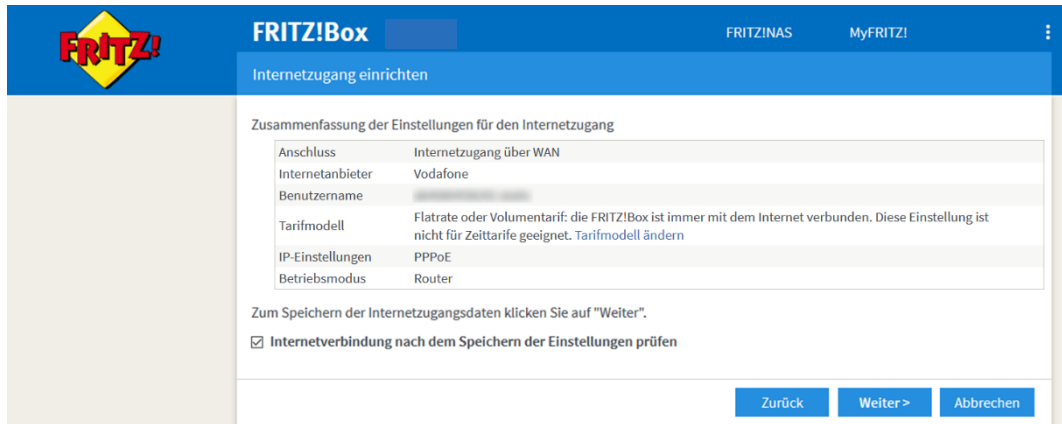 FRITZ!
FRITZ!Box
FRITZ!NAS
MyFRITZ!
Internetzugang einrichten
Zusammenfassung der Einstellungen für den Internetzugang
Anschluss Internetzugang über WAN
Internetanbieter Vodafone
Benutzername
Tarifmodell Flatrate oder Volumentarif: die FRITZ!Box ist immer mit dem Internet verbunden. Diese Einstellung ist
nicht für Zeittarife geeignet. Tarifmodell ändern
IP-Einstellungen PPPoE
Betriebsmodus Router
Zum Speichern der Internetzugangsdaten klicken Sie auf "Weiter".
Internetverbindung nach dem Speichern der Einstellungen prüfen
Zurück Weiter > Abbrechen